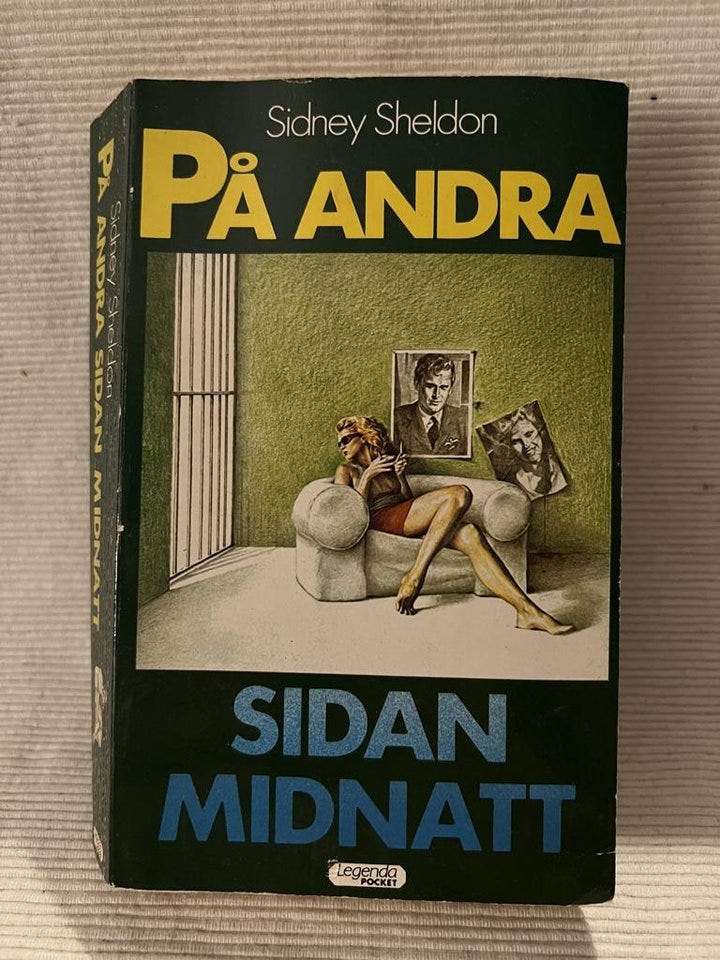 Sidney Sheldon
PÅ ANDRA
SIDAN
MIDNATT
Legenda
POCKET
Sidney Sheldon
PÅ ANDRA SIDAN MIDNATT